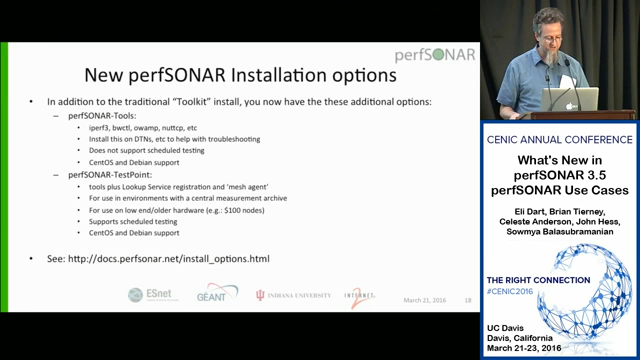 perfSONAR
New perfSONAR Installation options
• In addition to the traditional "Toolkit" install, you now have the these additional options:
– perfSONAR-Tools:
• iperf3, bwctl, owamp, nuttcp, etc
• Install this on DTNs, etc to help with troubleshooting
• Does not support scheduled testing
• CentOS and Debian support
– perfSONAR-TestPoint:
• tools plus Lookup Service registration and 'mesh agent'
• For use in environments with a central measurement archive
• For use on low end/older hardware (e.g.: $100 nodes)
• Supports scheduled testing
• CentOS and Debian support
• See: http://docs.perfsonar.net/install_options.html
ESnet
GÉANT
INDIANA UNIVERSITY
INTERNET2
March 21, 2016
18
CENIC ANNUAL CONFERENCE
What's New in
perfSONAR 3.5
perfSONAR Use Cases
Eli Dart, Brian Tierney,
Celeste Anderson, John Hess,
Sowmya Balasubramanian
THE RIGHT CONNECTION
#CENIC2016
UC Davis
Davis, California
March 21-23, 2016